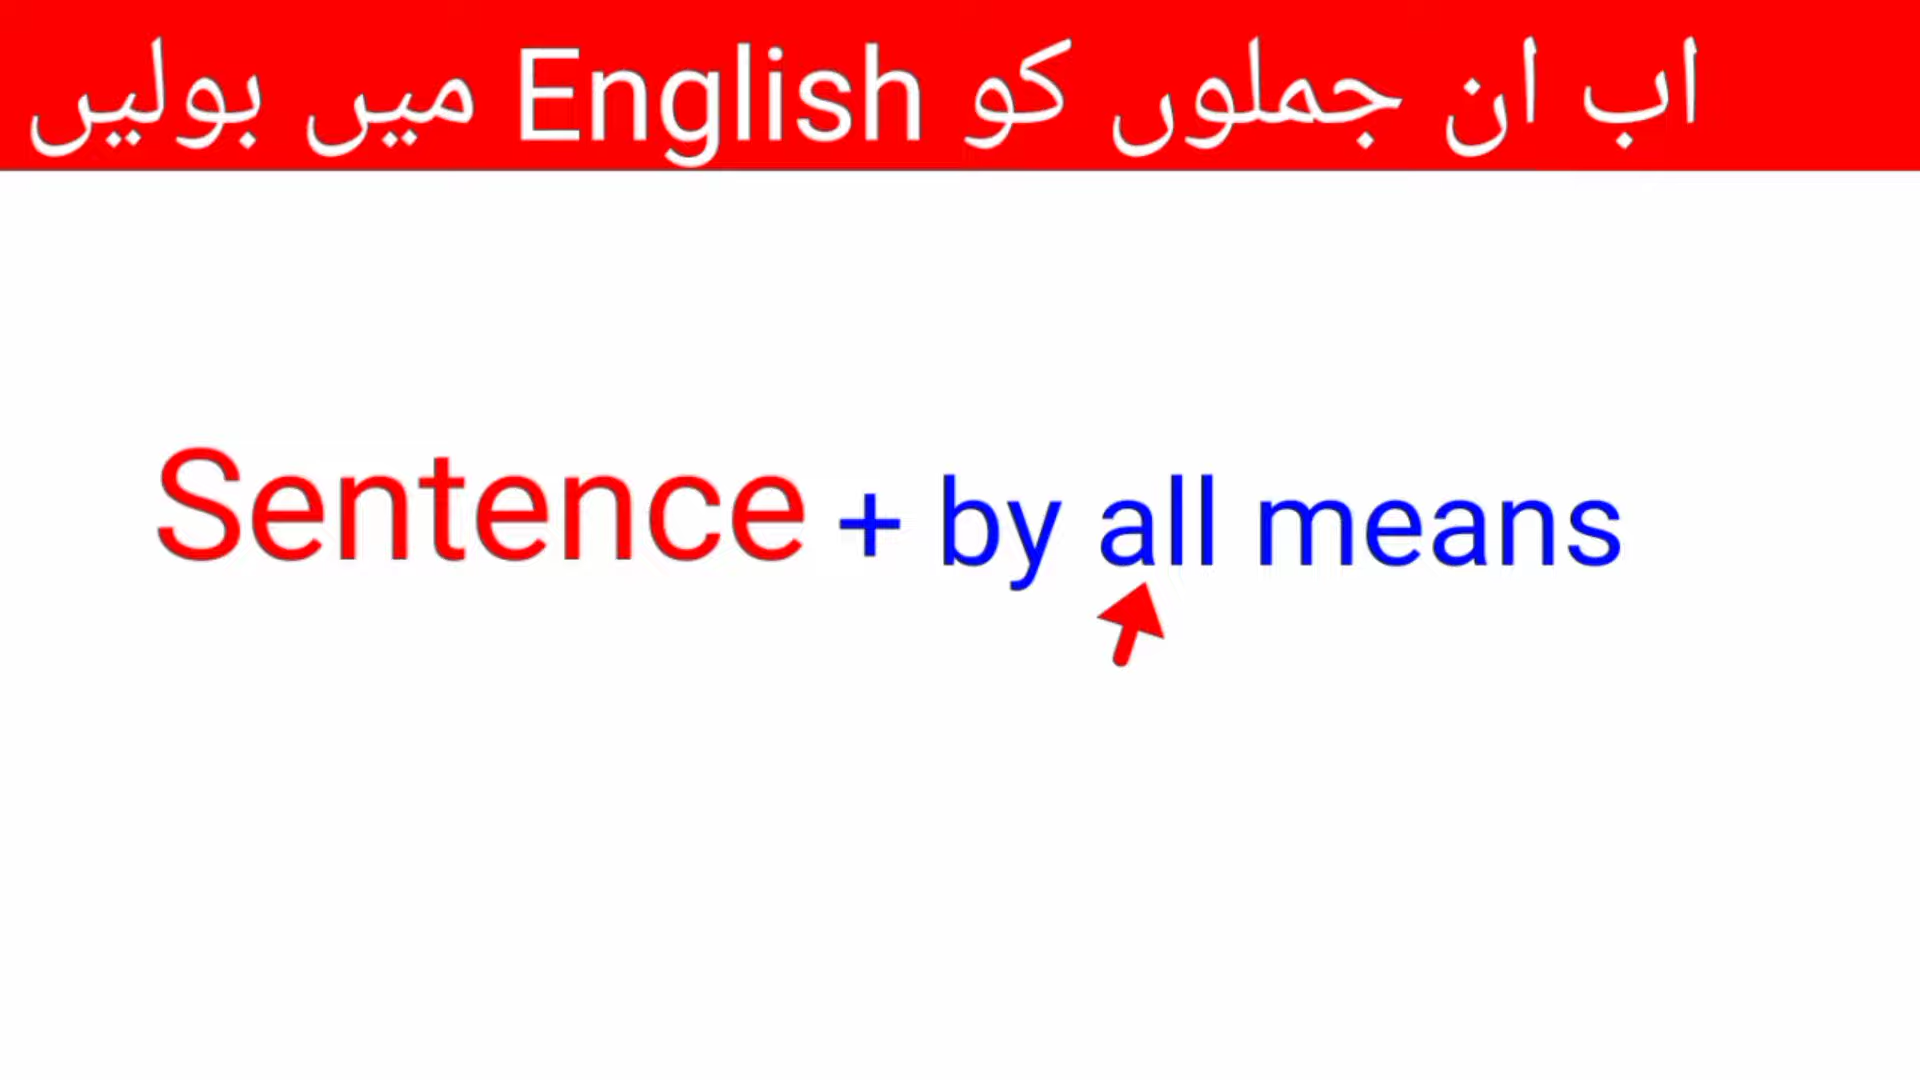 اب ان جملوں کو English میں بولیں
Sentence + by all means